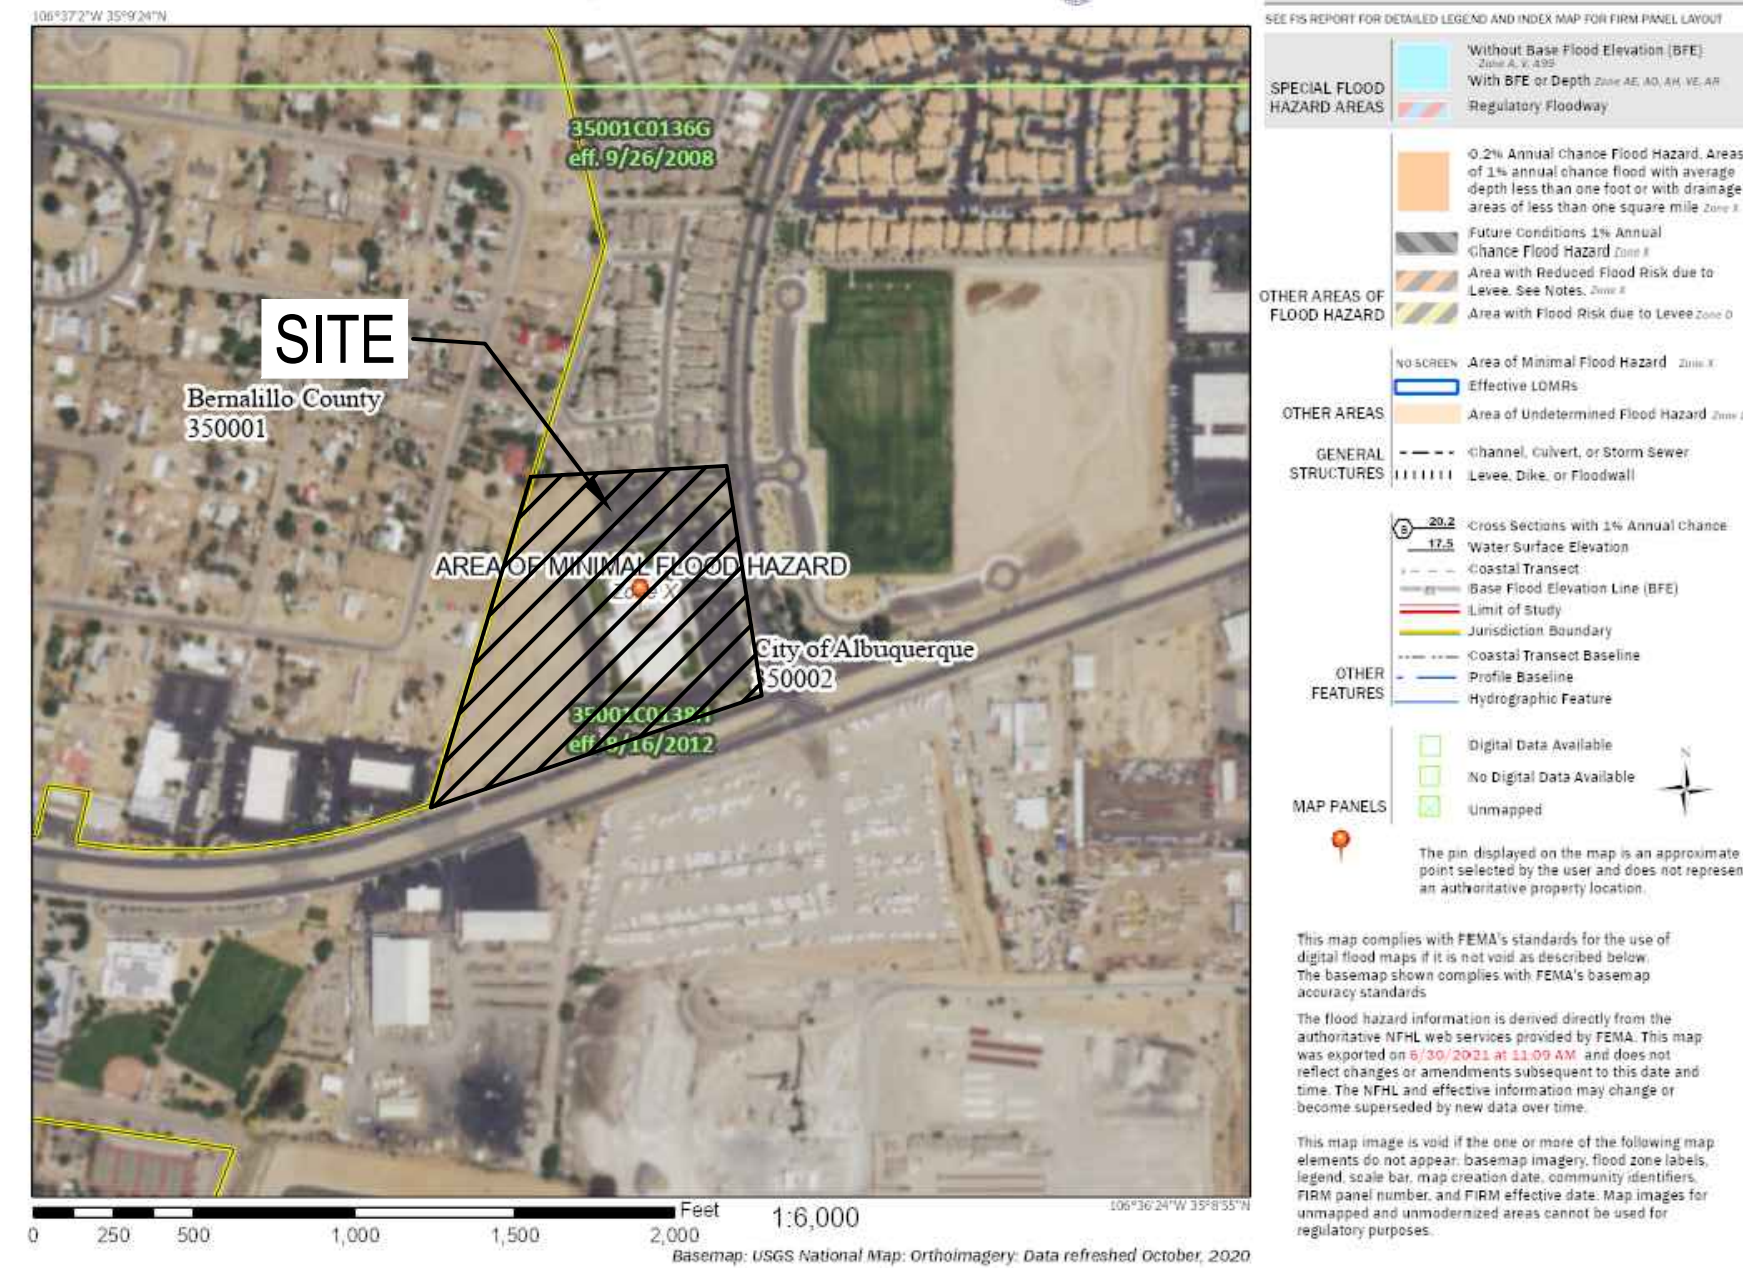 106°37'2"W 35°9'24"N
35001C0136G
eff. 9/26/2008
SITE
Bernalillo County
350001
AREA OF MINIMAL FLOOD HAZARD
Zone X
City of Albuquerque
350002
35001C0138H
eff. 8/16/2012
0 250 500 1,000 1,500 2,000
Feet
1:6,000
106°36'24"W 35°8'55"N
Basemap: USGS National Map: Orthoimagery: Data refreshed October, 2020
SEE FIS REPORT FOR DETAILED LEGEND AND INDEX MAP FOR FIRM PANEL LAYOUT
SPECIAL FLOOD
HAZARD AREAS
Without Base Flood Elevation (BFE)
Zone A, V, A99
With BFE or Depth Zone AE, AO, AH, VE, AR
Regulatory Floodway
OTHER AREAS OF
FLOOD HAZARD
0.2% Annual Chance Flood Hazard, Areas
of 1% annual chance flood with average
depth less than one foot or with drainage
areas of less than one square mile Zone X
Future Conditions 1% Annual
Chance Flood Hazard Zone X
Area with Reduced Flood Risk due to
Levee. See Notes. Zone X
Area with Flood Risk due to Levee Zone D
OTHER AREAS
NO SCREEN Area of Minimal Flood Hazard Zone X
Effective LOMRs
Area of Undetermined Flood Hazard Zone
GENERAL
STRUCTURES
Channel, Culvert, or Storm Sewer
Levee, Dike, or Floodwall
OTHER
FEATURES
B 20.2 Cross Sections with 1% Annual Chance
17.5 Water Surface Elevation
Coastal Transect
Base Flood Elevation Line (BFE)
Limit of Study
Jurisdiction Boundary
Coastal Transect Baseline
Profile Baseline
Hydrographic Feature
MAP PANELS
Digital Data Available
No Digital Data Available
Unmapped
N
The pin displayed on the map is an approximate
point selected by the user and does not represen
an authoritative property location.
This map complies with FEMA's standards for the use of
digital flood maps if it is not void as described below.
The basemap shown complies with FEMA's basemap
accuracy standards
The flood hazard information is derived directly from the
authoritative NFHL web services provided by FEMA. This map
was exported on 6/30/2021 at 11:09 AM and does not
reflect changes or amendments subsequent to this date and
time. The NFHL and effective information may change or
become superseded by new data over time.
This map image is void if the one or more of the following map
elements do not appear: basemap imagery, flood zone labels,
legend, scale bar, map creation date, community identifiers,
FIRM panel number, and FIRM effective date. Map images for
unmapped and unmodernized areas cannot be used for
regulatory purposes.